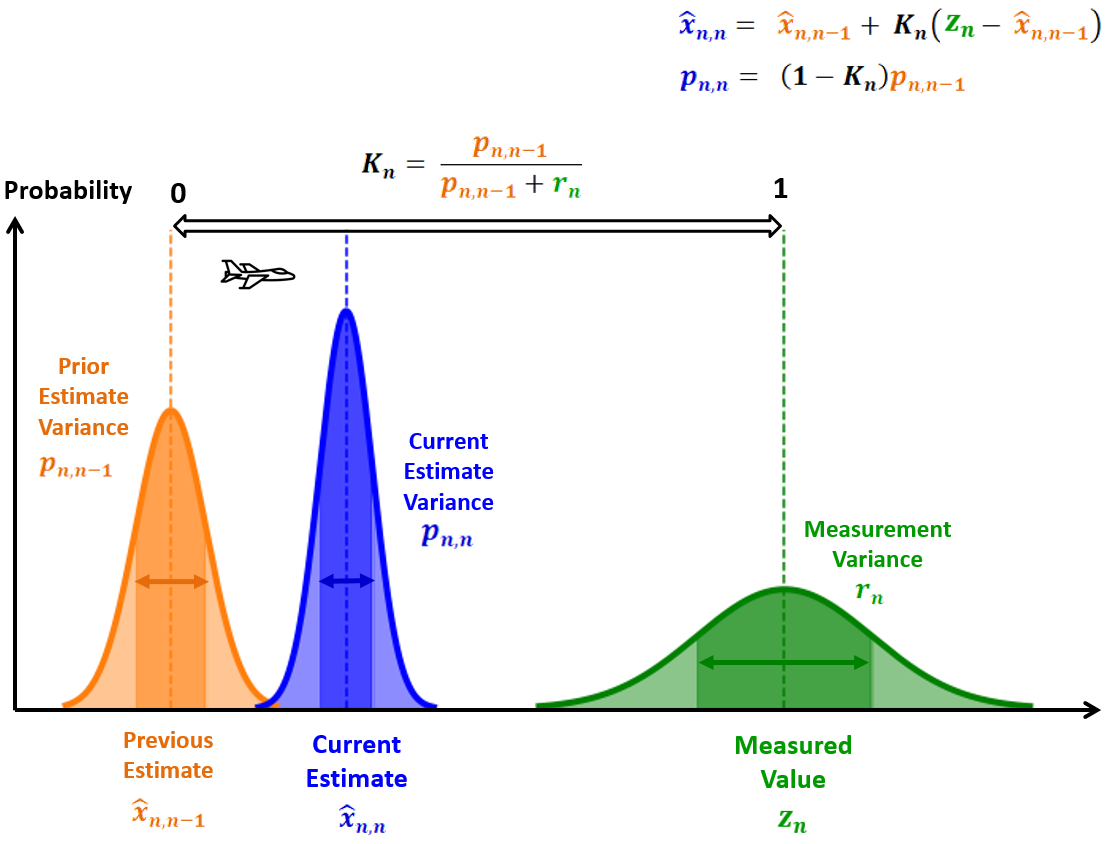 x̂n,n = x̂n,n−1 + Kn(zn − x̂n,n−1)
pn,n = (1 − Kn)pn,n−1
Kn = pn,n−1 / (pn,n−1 + rn)
Probability 0 1
Prior
Estimate
Variance
pn,n−1
Current
Estimate
Variance
pn,n
Measurement
Variance
rn
Previous
Estimate
x̂n,n−1
Current
Estimate
x̂n,n
Measured
Value
zn